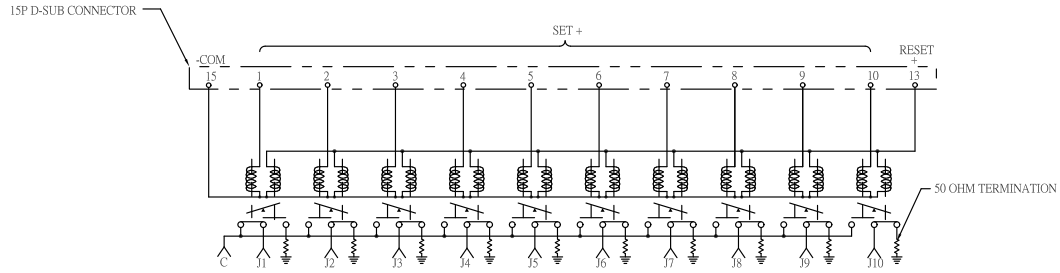 15P D-SUB CONNECTOR
SET +
-COM
RESET
+
15 1 2 3 4 5 6 7 8 9 10 13
50 OHM TERMINATION
C J1 J2 J3 J4 J5 J6 J7 J8 J9 J10